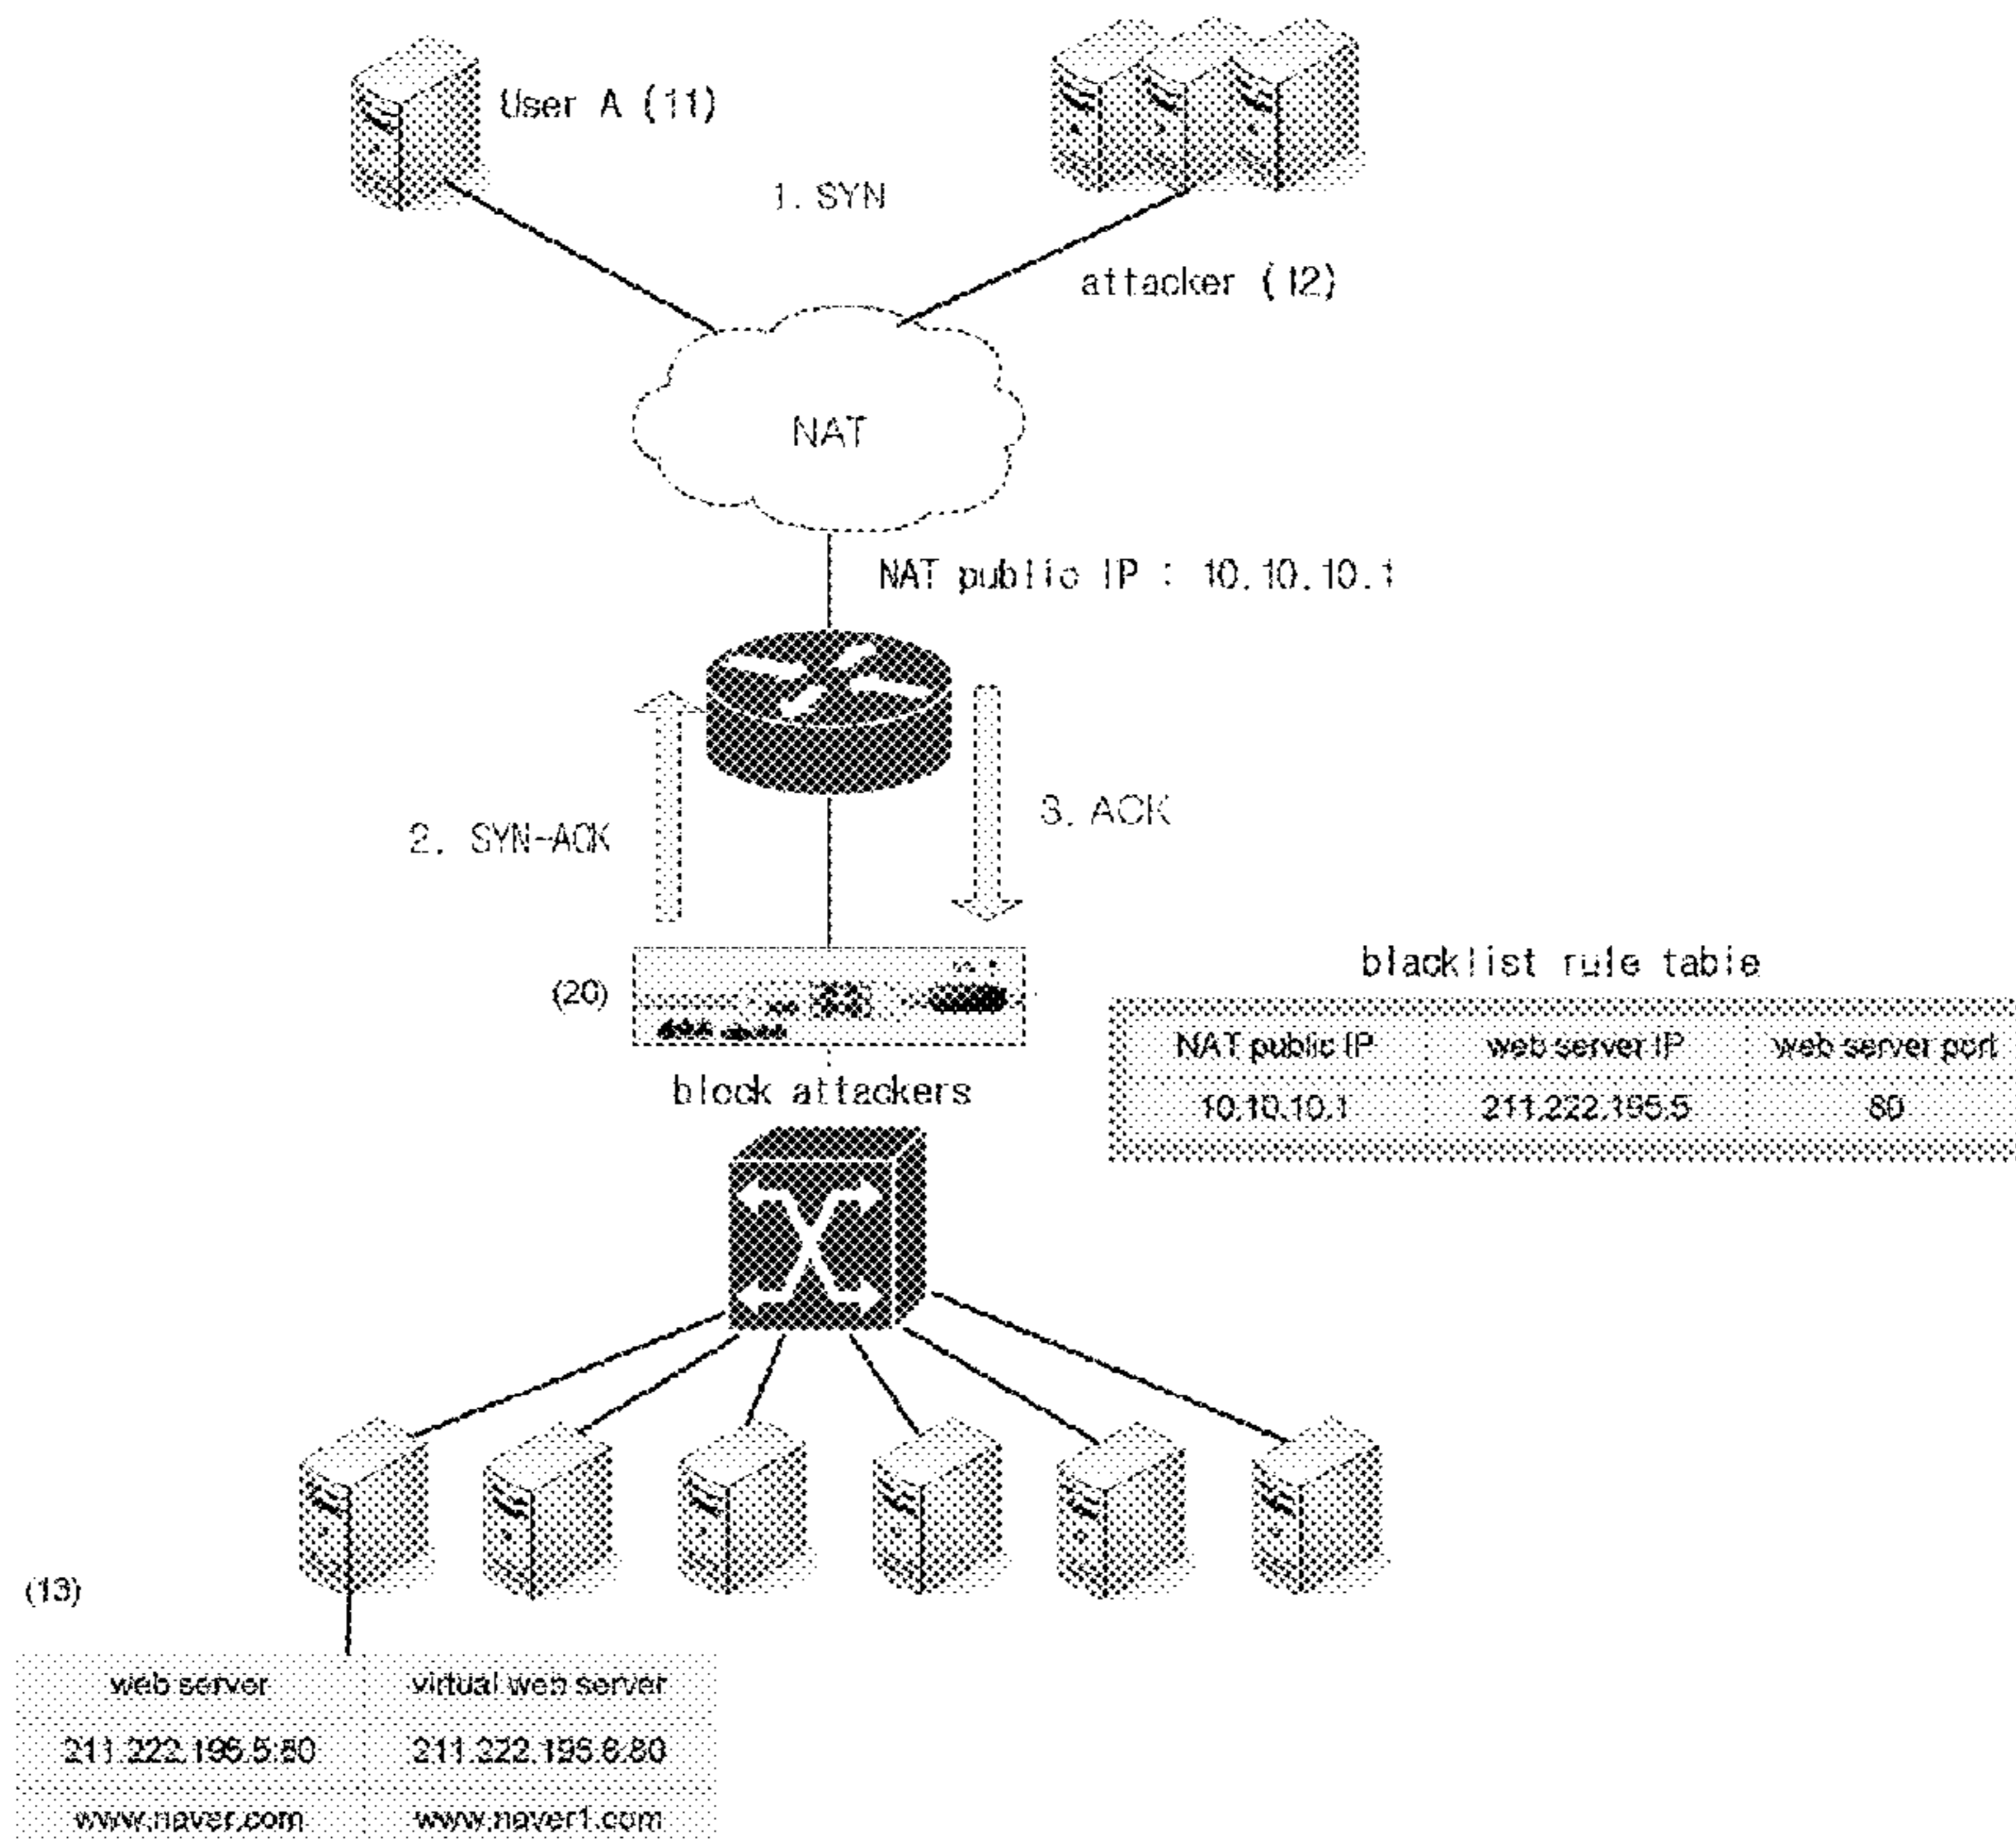 User A (11)
1. SYN
attacker (12)
NAT
NAT public IP : 10.10.10.1
2. SYN-ACK
3. ACK
(20)
block attackers
blacklist rule table
NAT public IP web server IP web server port
10.10.10.1 211.222.195.5 80
(13)
web server virtual web server
211.222.195.5:80 211.222.195.6:80
www.naver.com www.naver1.com